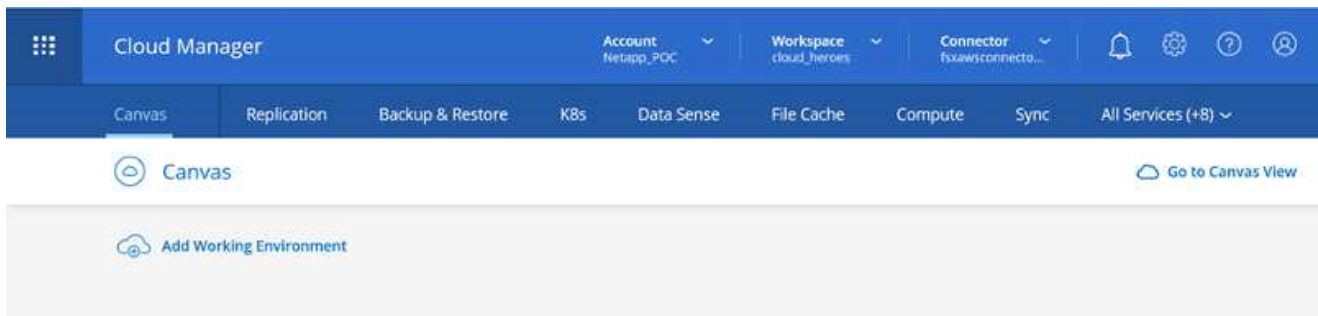 Cloud Manager
Account
Netapp_POC
Workspace
cloud_heroes
Connector
fsxawsconnecto...
Canvas Replication Backup & Restore K8s Data Sense File Cache Compute Sync All Services (+8)
Canvas
Go to Canvas View
Add Working Environment